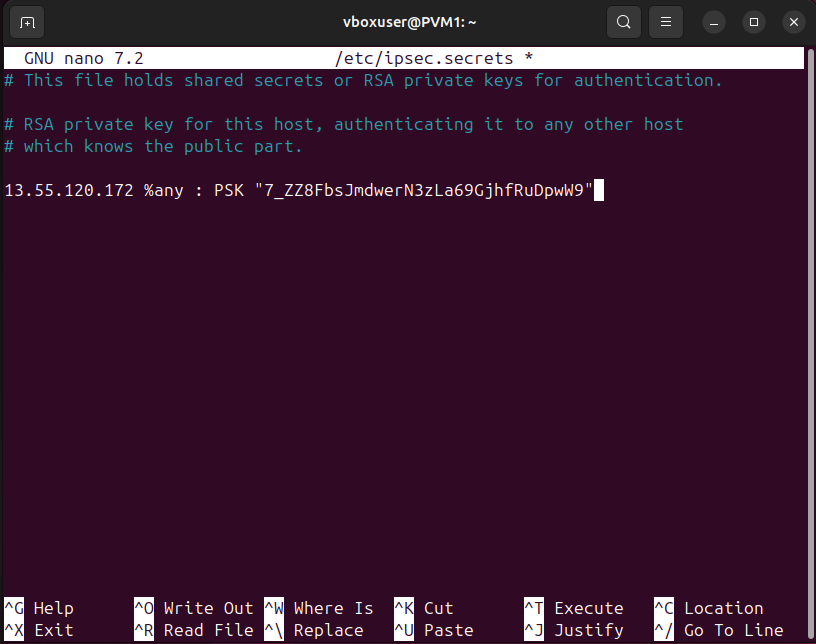 vboxuser@PVM1: ~
GNU nano 7.2 /etc/ipsec.secrets *
# This file holds shared secrets or RSA private keys for authentication.
# RSA private key for this host, authenticating it to any other host
# which knows the public part.
13.55.120.172 %any : PSK "7_ZZ8FbsJmdwerN3zLa69GjhfRuDpwW9"
^G Help ^O Write Out ^W Where Is ^K Cut ^T Execute ^C Location
^X Exit ^R Read File ^\ Replace ^U Paste ^J Justify ^/ Go To Line